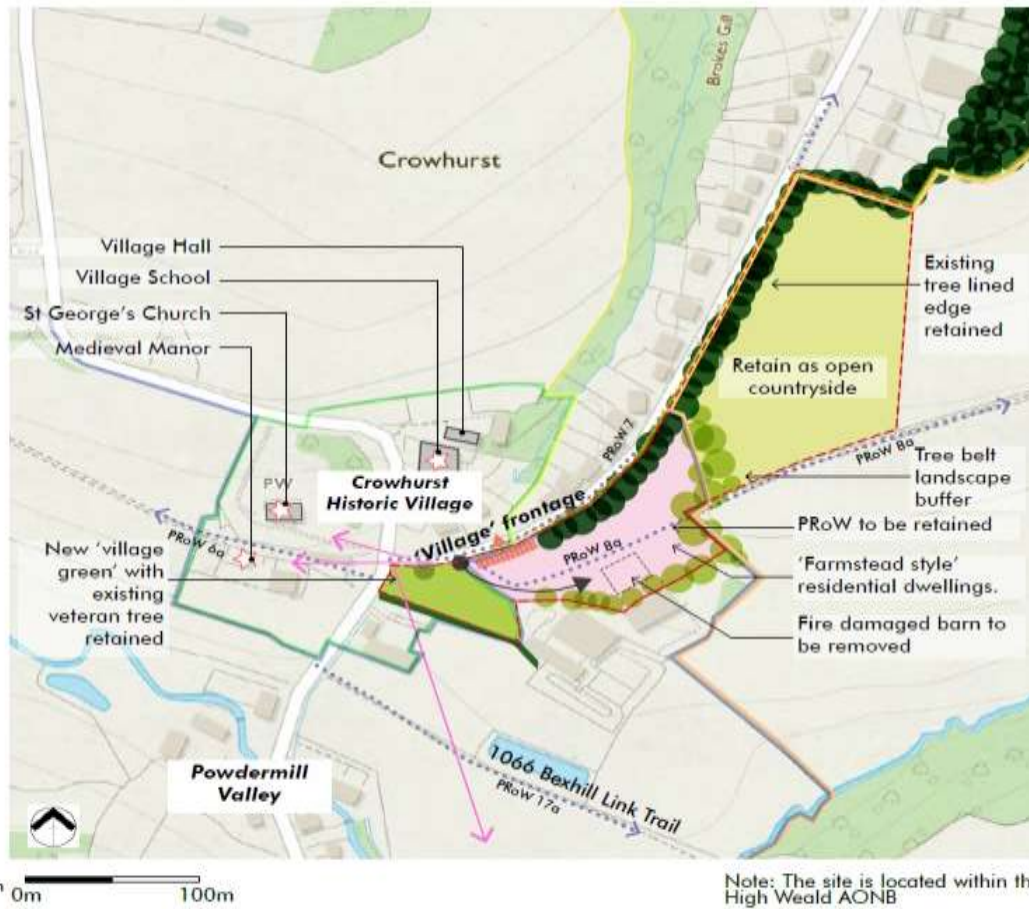 Brokes Gill
Crowhurst
Village Hall
Village School
St George's Church
Medieval Manor
Existing
tree lined
edge
retained
Retain as open
countryside
PRoW 7
PRoW 8a
Tree belt
landscape
buffer
PW
Crowhurst
Historic Village
'Village' frontage
PRoW 6a
PRoW 8a
PRoW to be retained
New 'village
green' with
existing
veteran tree
retained
'Farmstead style'
residential dwellings.
Fire damaged barn to
be removed
1066 Bexhill Link Trail
PRoW 17a
Powdermill
Valley
0m 100m
Note: The site is located within
High Weald AONB